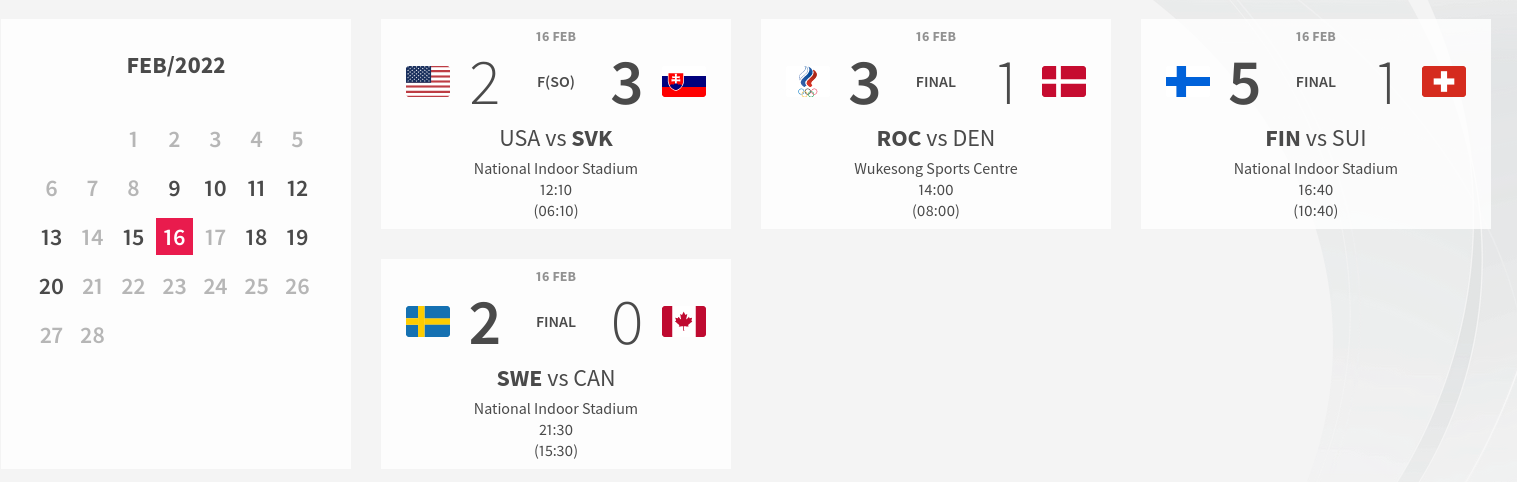 FEB/2022
1 2 3 4 5
6 7 8 9 10 11 12
13 14 15 16 17 18 19
20 21 22 23 24 25 26
27 28
16 FEB
2 F(SO) 3
USA vs SVK
National Indoor Stadium
12:10
(06:10)
16 FEB
3 FINAL 1
ROC vs DEN
Wukesong Sports Centre
14:00
(08:00)
16 FEB
5 FINAL 1
FIN vs SUI
National Indoor Stadium
16:40
(10:40)
16 FEB
2 FINAL 0
SWE vs CAN
National Indoor Stadium
21:30
(15:30)